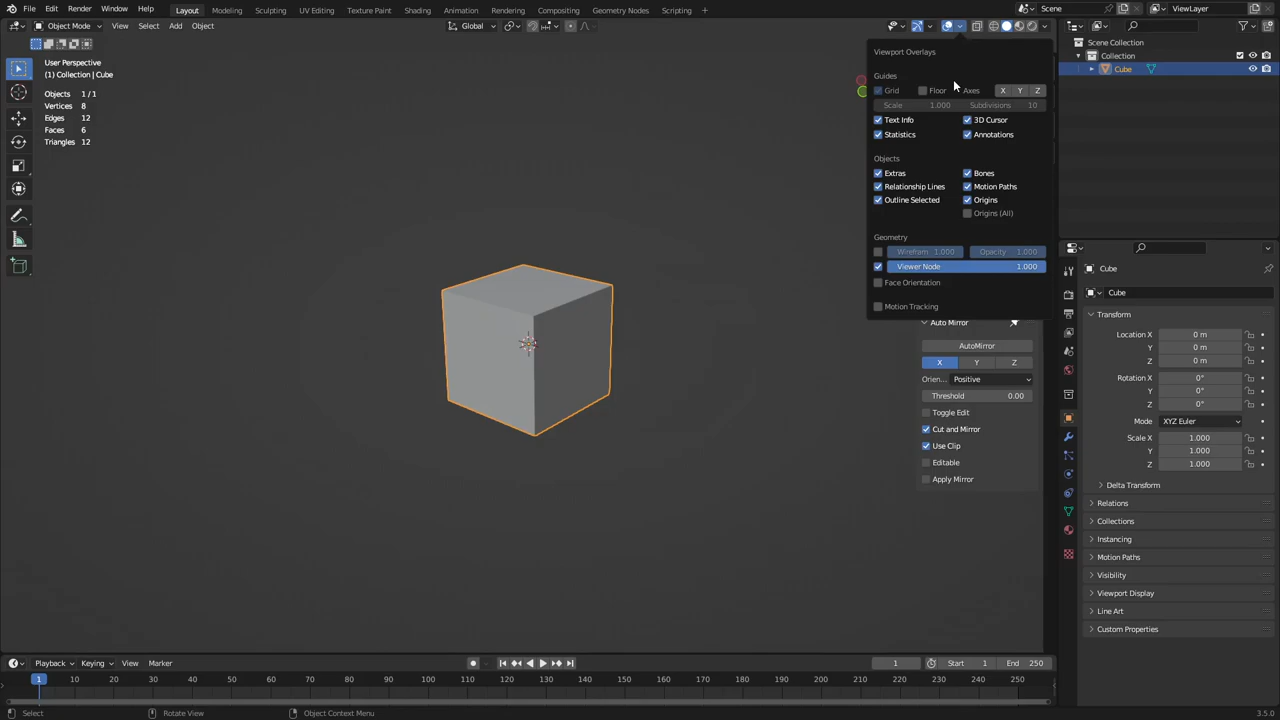 File Edit Render Window Help Layout Modeling Sculpting UV Editing Texture Paint Shading Animation Rendering Compositing Geometry Nodes Scripting Scene ViewLayer
Object Mode View Select Add Object Global
User Perspective
(1) Collection | Cube
Objects 1/1
Vertices 8
Edges 12
Faces 6
Triangles 12
Viewport Overlays
Guides
Grid Floor Axes X Y Z
Scale 1.000 Subdivisions 10
Text Info 3D Cursor
Statistics Annotations
Objects
Extras Bones
Relationship Lines Motion Paths
Outline Selected Origins
Origins (All)
Geometry
Wirefram 1.000 Opacity 1.000
Viewer Node 1.000
Face Orientation
Motion Tracking
Auto Mirror
AutoMirror
X Y Z
Orien... Positive
Threshold 0.00
Toggle Edit
Cut and Mirror
Use Clip
Editable
Apply Mirror
Scene Collection
Collection
Cube
Cube
Cube
Transform
Location X 0 m
Y 0 m
Z 0 m
Rotation X 0°
Y 0°
Z 0°
Mode XYZ Euler
Scale X 1.000
Y 1.000
Z 1.000
Delta Transform
Relations
Collections
Instancing
Motion Paths
Visibility
Viewport Display
Line Art
Custom Properties
Playback Keying View Marker 1 Start 1 End 250
1 10 20 30 40 50 60 70 80 90 100 110 120 130 140 150 160 170 180 190 200 210 220 230 240 250
Select Rotate View Object Context Menu 3.5.0